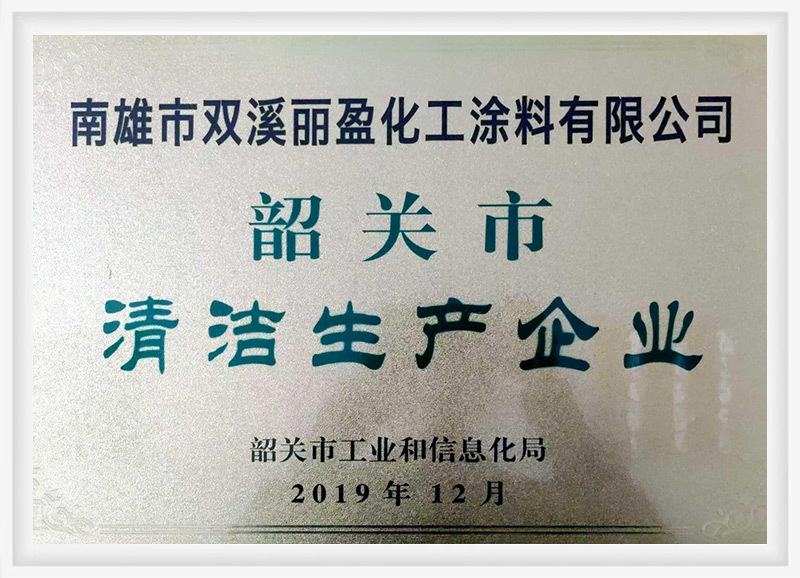 南雄市双溪丽盈化工涂料有限公司
韶关市
清洁生产企业
韶关市工业和信息化局
2019年12月